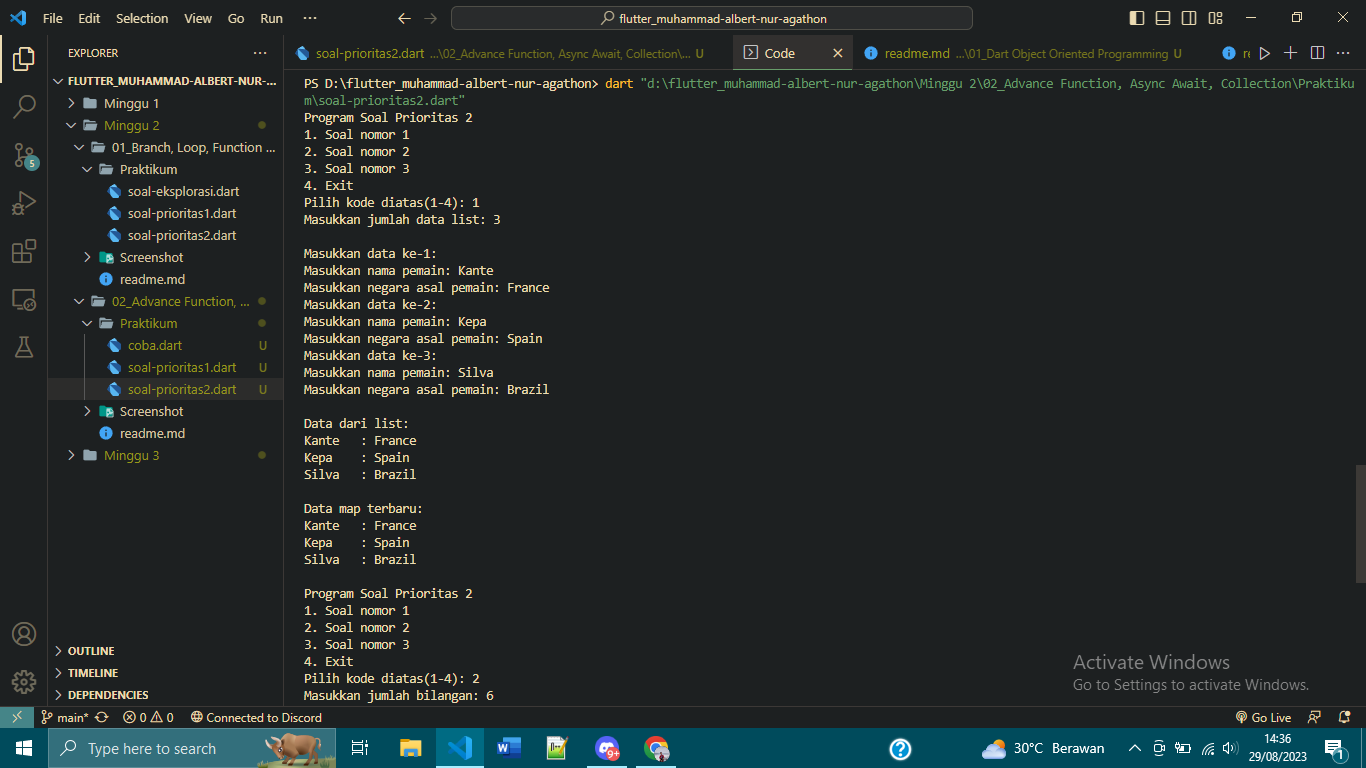 File Edit Selection View Go Run ···
flutter_muhammad-albert-nur-agathon
EXPLORER ···
FLUTTER_MUHAMMAD-ALBERT-NUR-...
Minggu 1
Minggu 2
01_Branch, Loop, Function ...
Praktikum
soal-eksplorasi.dart
soal-prioritas1.dart
soal-prioritas2.dart
Screenshot
readme.md
02_Advance Function, ...
Praktikum
coba.dart U
soal-prioritas1.dart U
soal-prioritas2.dart U
Screenshot
readme.md
Minggu 3
OUTLINE
TIMELINE
DEPENDENCIES
soal-prioritas2.dart ...\02_Advance Function, Async Await, Collection\... U
Code
readme.md ...\01_Dart Object Oriented Programming U
PS D:\flutter_muhammad-albert-nur-agathon> dart "d:\flutter_muhammad-albert-nur-agathon\Minggu 2\02_Advance Function, Async Await, Collection\Praktiku
m\soal-prioritas2.dart"
Program Soal Prioritas 2
1. Soal nomor 1
2. Soal nomor 2
3. Soal nomor 3
4. Exit
Pilih kode diatas(1-4): 1
Masukkan jumlah data list: 3
Masukkan data ke-1:
Masukkan nama pemain: Kante
Masukkan negara asal pemain: France
Masukkan data ke-2:
Masukkan nama pemain: Kepa
Masukkan negara asal pemain: Spain
Masukkan data ke-3:
Masukkan nama pemain: Silva
Masukkan negara asal pemain: Brazil
Data dari list:
Kante : France
Kepa : Spain
Silva : Brazil
Data map terbaru:
Kante : France
Kepa : Spain
Silva : Brazil
Program Soal Prioritas 2
1. Soal nomor 1
2. Soal nomor 2
3. Soal nomor 3
4. Exit
Pilih kode diatas(1-4): 2
Masukkan jumlah bilangan: 6
Activate Windows
Go to Settings to activate Windows.
5
main* 0 0 Connected to Discord Go Live
Type here to search
9+
30°C Berawan
14:36
29/08/2023
1